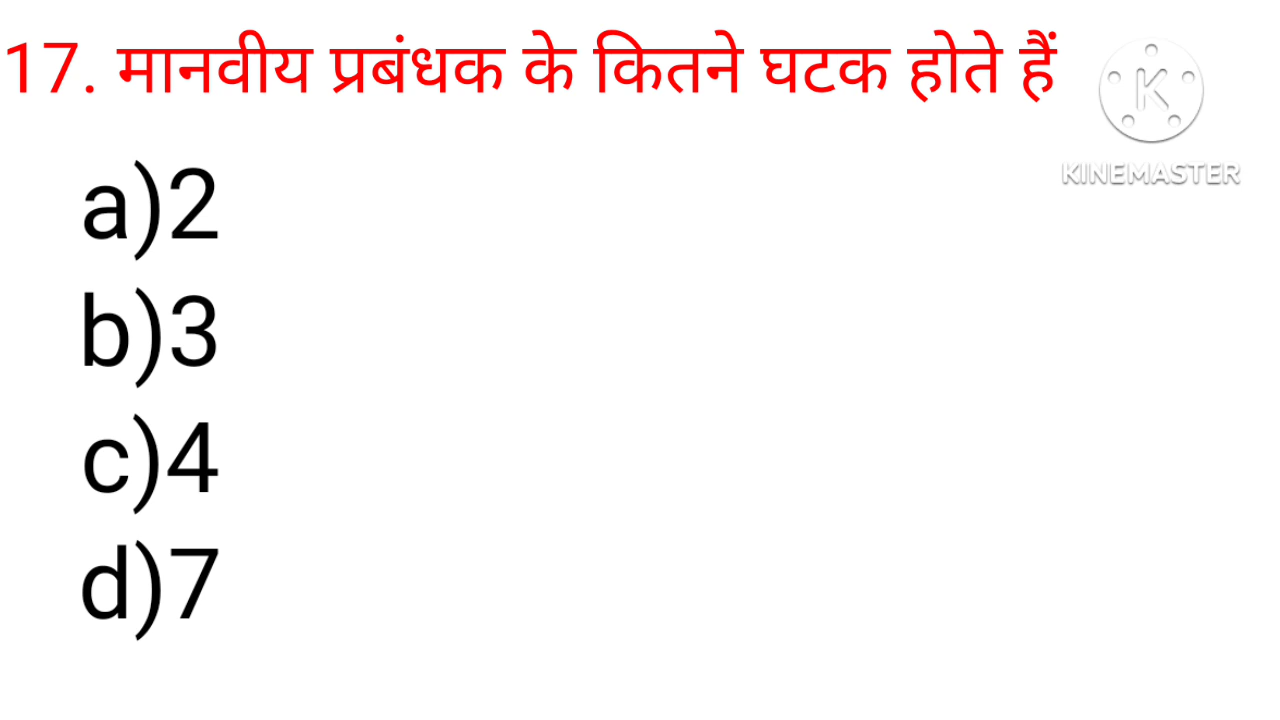 17. मानवीय प्रबंधक के कितने घटक होते हैं
K
KINEMASTER
a)2
b)3
c)4
d)7